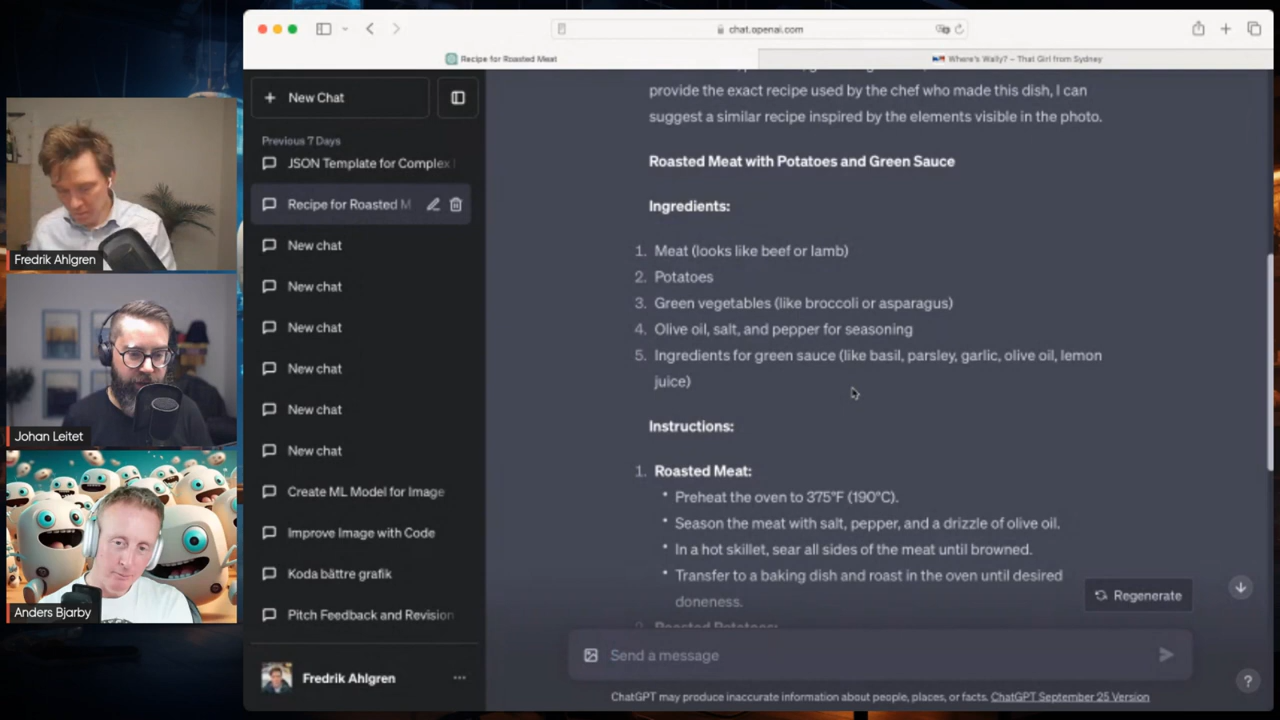 chat.openai.com
Recipe for Roasted Meat
Where's Wally? – That Girl from Sydney
New Chat
Previous 7 Days
JSON Template for Complex
Recipe for Roasted M
New chat
New chat
New chat
New chat
New chat
New chat
Create ML Model for Image
Improve Image with Code
Koda bättre grafik
Pitch Feedback and Revision
Fredrik Ahlgren
provide the exact recipe used by the chef who made this dish, I can
suggest a similar recipe inspired by the elements visible in the photo.
Roasted Meat with Potatoes and Green Sauce
Ingredients:
1. Meat (looks like beef or lamb)
2. Potatoes
3. Green vegetables (like broccoli or asparagus)
4. Olive oil, salt, and pepper for seasoning
5. Ingredients for green sauce (like basil, parsley, garlic, olive oil, lemon
juice)
Instructions:
1. Roasted Meat:
• Preheat the oven to 375°F (190°C).
• Season the meat with salt, pepper, and a drizzle of olive oil.
• In a hot skillet, sear all sides of the meat until browned.
• Transfer to a baking dish and roast in the oven until desired
doneness.
2. Roasted Potatoes:
Regenerate
Send a message
ChatGPT may produce inaccurate information about people, places, or facts. ChatGPT September 25 Version
?
Fredrik Ahlgren
Johan Leitet
Anders Bjarby